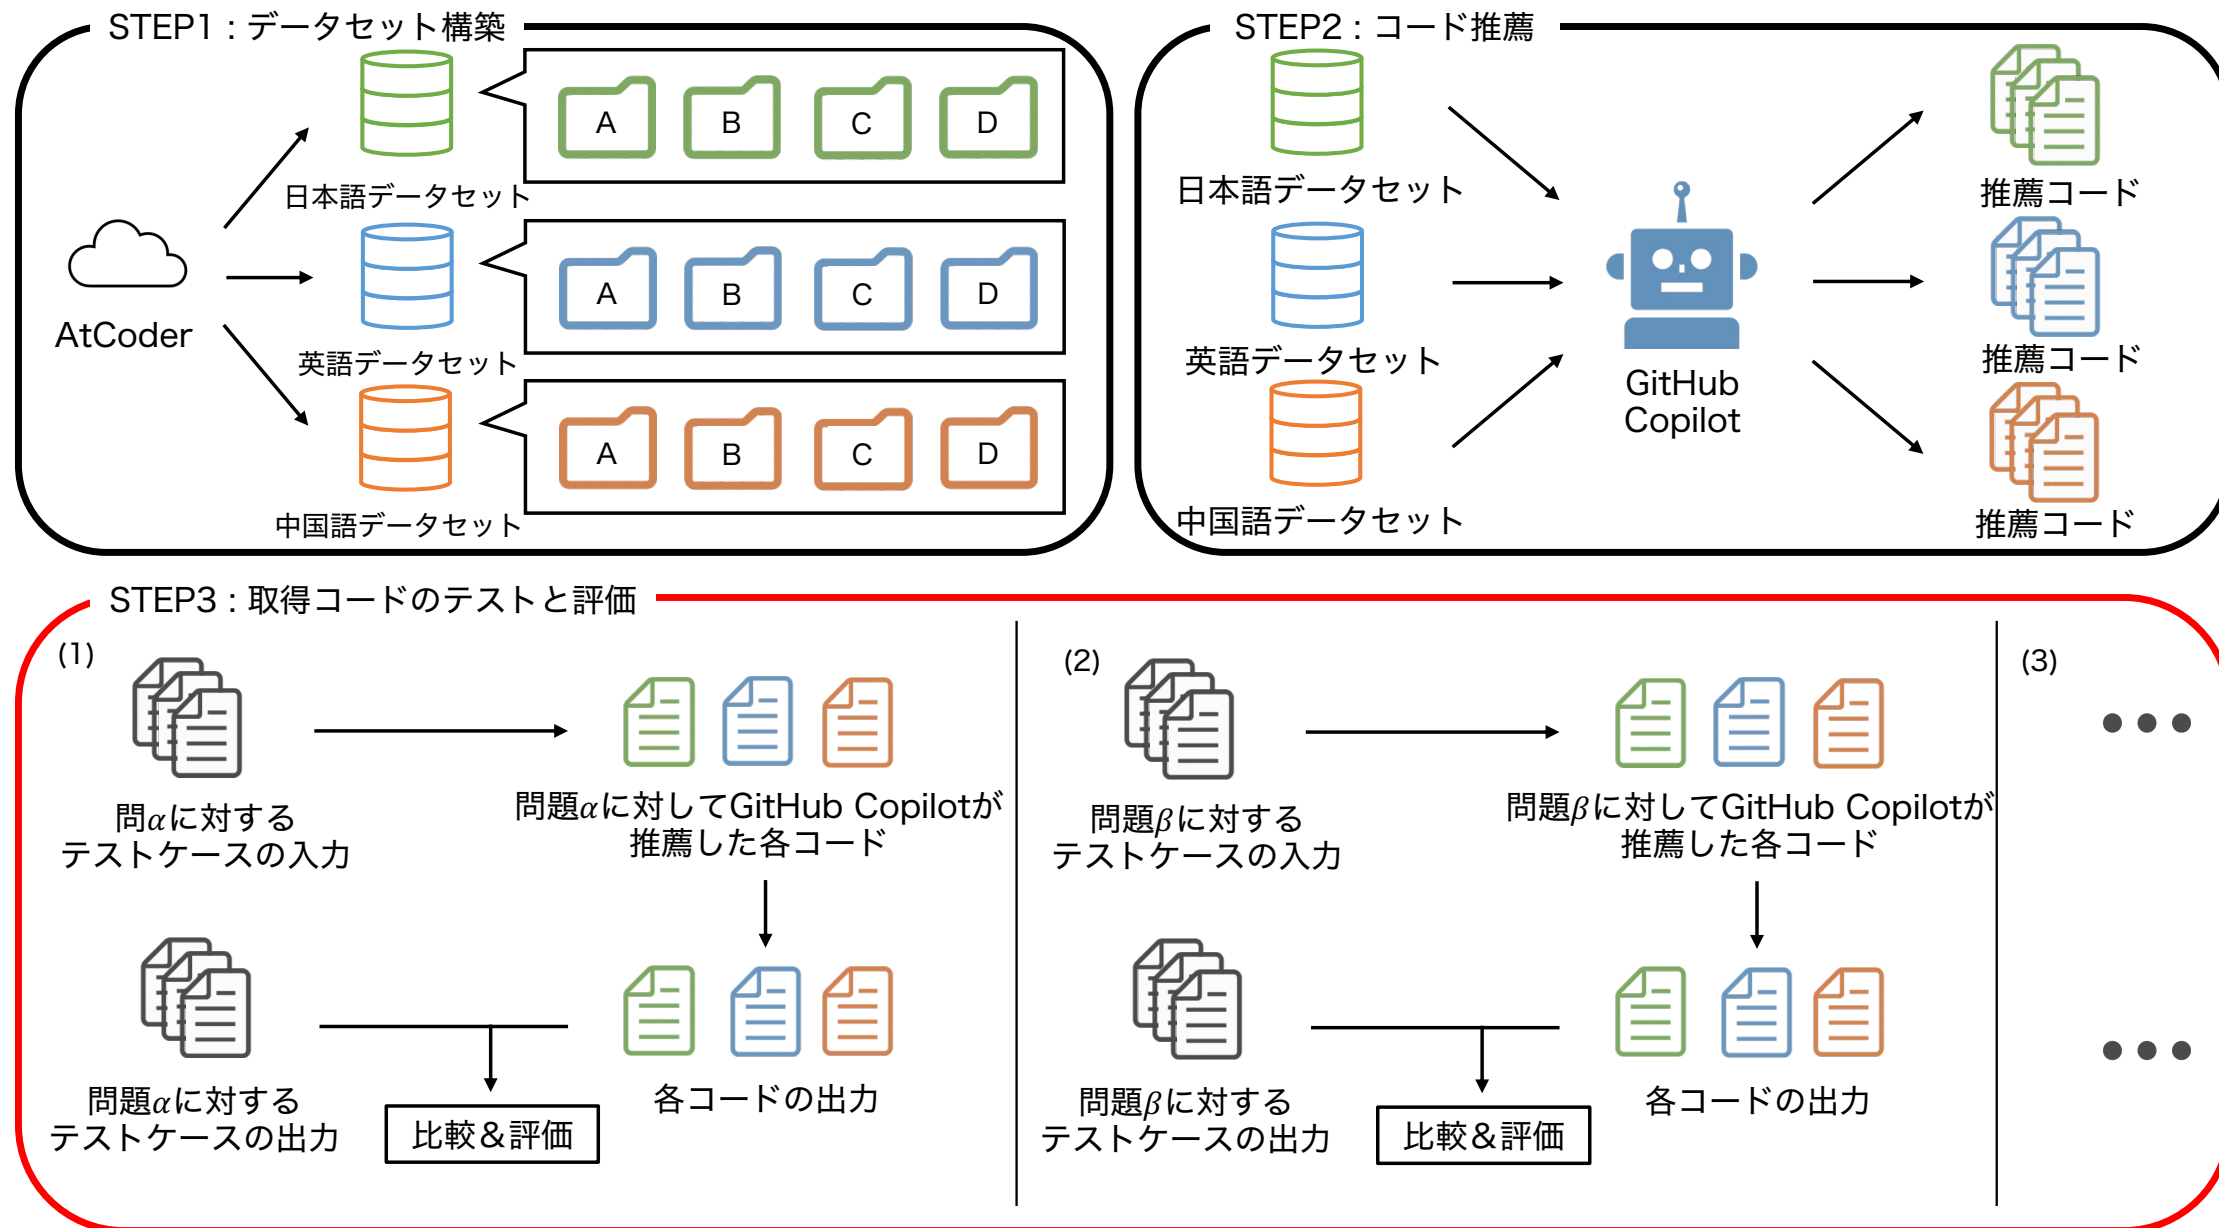 STEP1：データセット構築
A
B
C
D
日本語データセット
AtCoder
A
B
C
D
英語データセット
A
B
C
D
中国語データセット
STEP2：コード推薦
日本語データセット
推薦コード
英語データセット
GitHub
Copilot
推薦コード
中国語データセット
推薦コード
STEP3：取得コードのテストと評価
(1)
問αに対する
テストケースの入力
問題αに対してGitHub Copilotが
推薦した各コード
問題αに対する
テストケースの出力
比較＆評価
各コードの出力
(2)
問題βに対する
テストケースの入力
問題βに対してGitHub Copilotが
推薦した各コード
問題βに対する
テストケースの出力
比較＆評価
各コードの出力
(3)